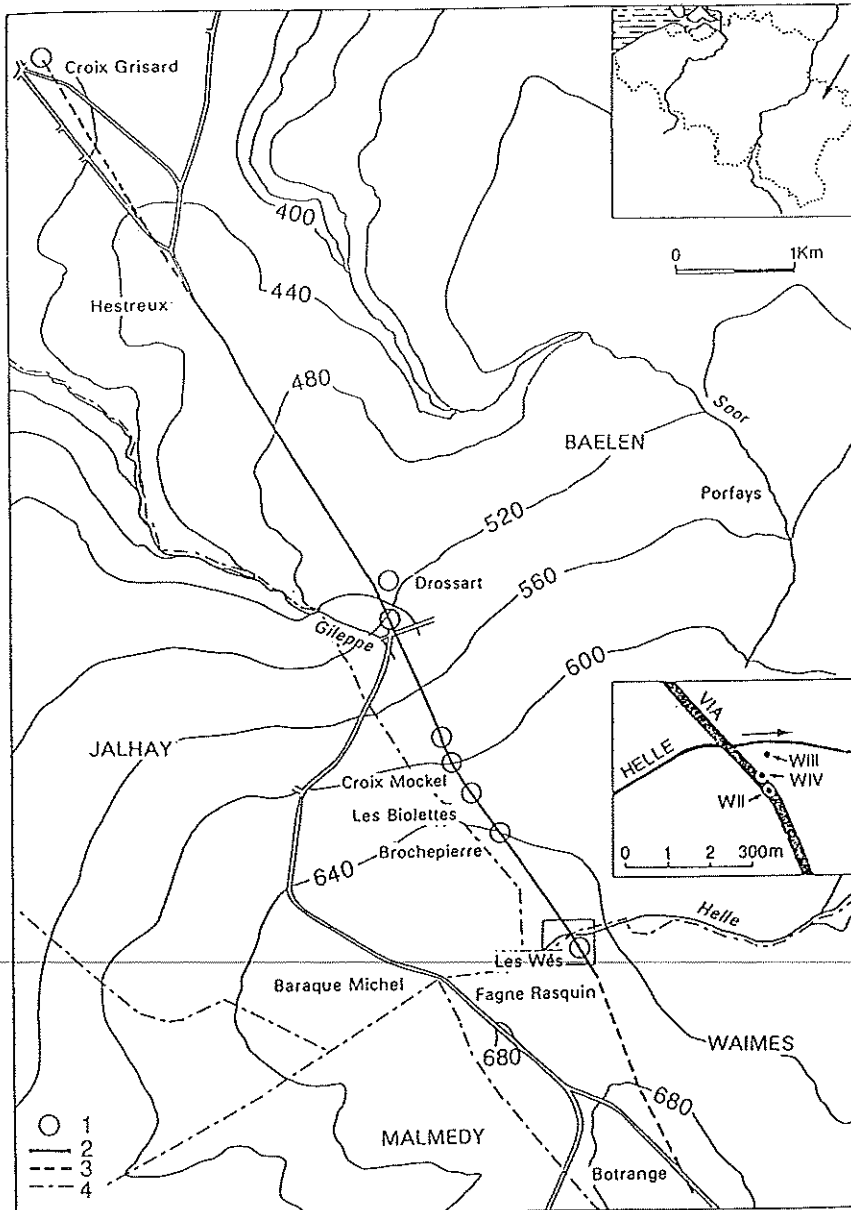 Croix Grisard
400
0 1Km
440
Hestreux
480
Soor
BAELEN
Porfays
520
Drossart
560
Gileppe
600
VIA
HELLE
WIII
WIV
WII
0 1 2 300m
JALHAY
Croix Mockel
Les Biolettes
Brochepierre
640
Helle
Les Wés
Baraque Michel
Fagne Rasquin
680
WAIMES
680
MALMEDY
Botrange
1
2
3
4